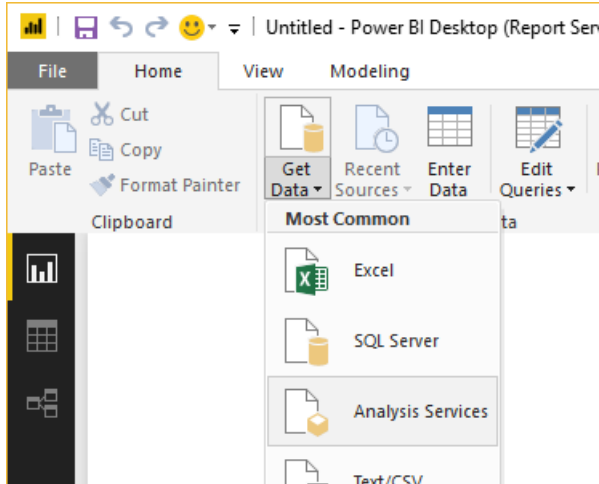 Untitled - Power BI Desktop (Report Ser
File Home View Modeling
Paste
Cut
Copy
Format Painter
Clipboard
Get Data
Recent Sources
Enter Data
Edit Queries
ta
Most Common
Excel
SQL Server
Analysis Services
Text/CSV